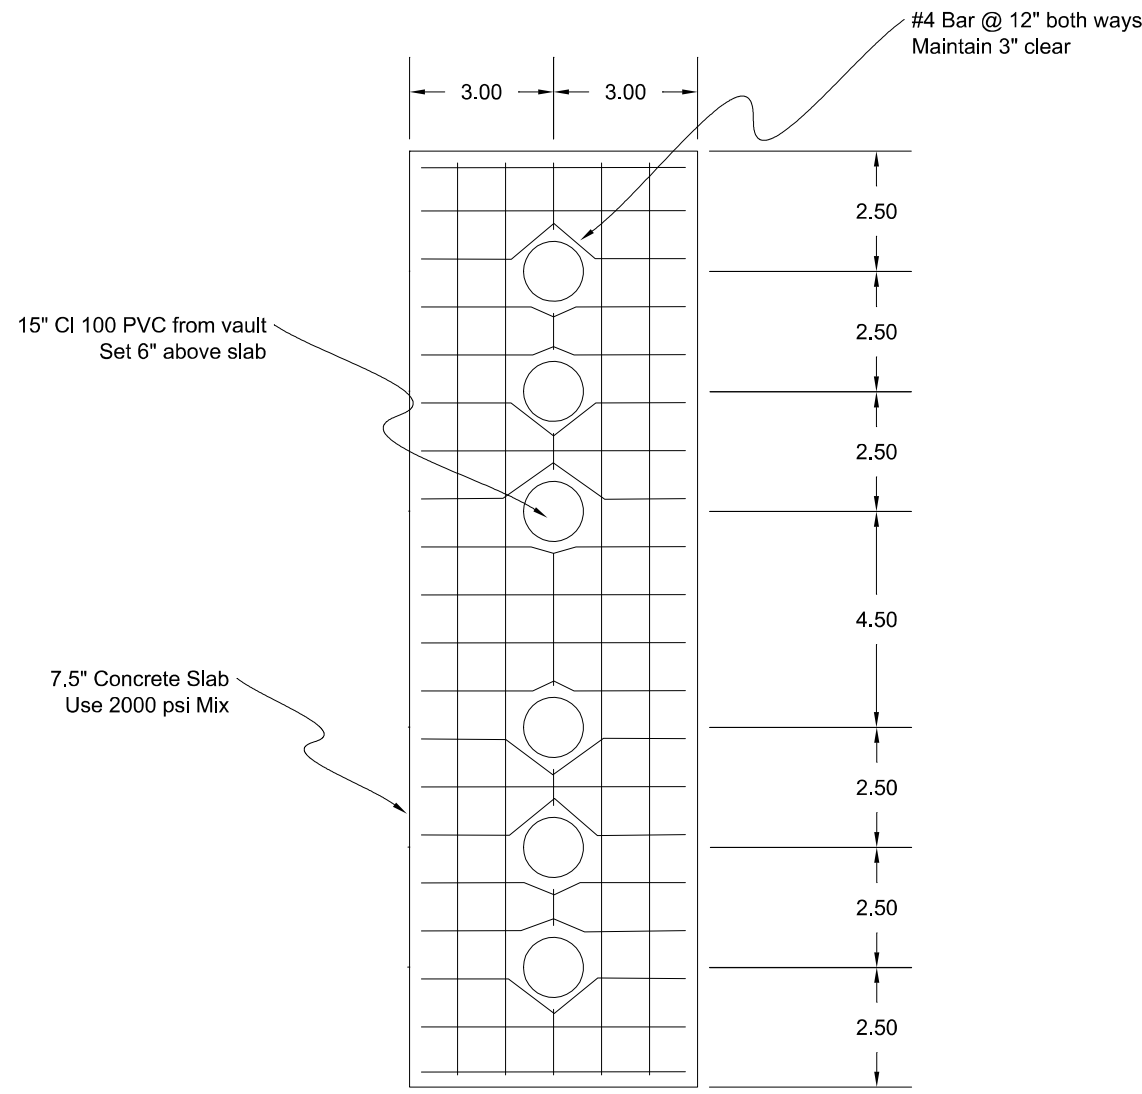 #4 Bar @ 12" both ways
Maintain 3" clear
3.00
3.00
2.50
2.50
15" Cl 100 PVC from vault
Set 6" above slab
2.50
4.50
7.5" Concrete Slab
Use 2000 psi Mix
2.50
2.50
2.50